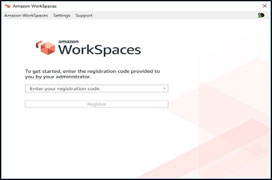 Amazon WorkSpaces
Amazon WorkSpaces Settings Support
amazon
WorkSpaces
To get started, enter the registration code provided to
you by your administrator.
Enter your registration code
Register